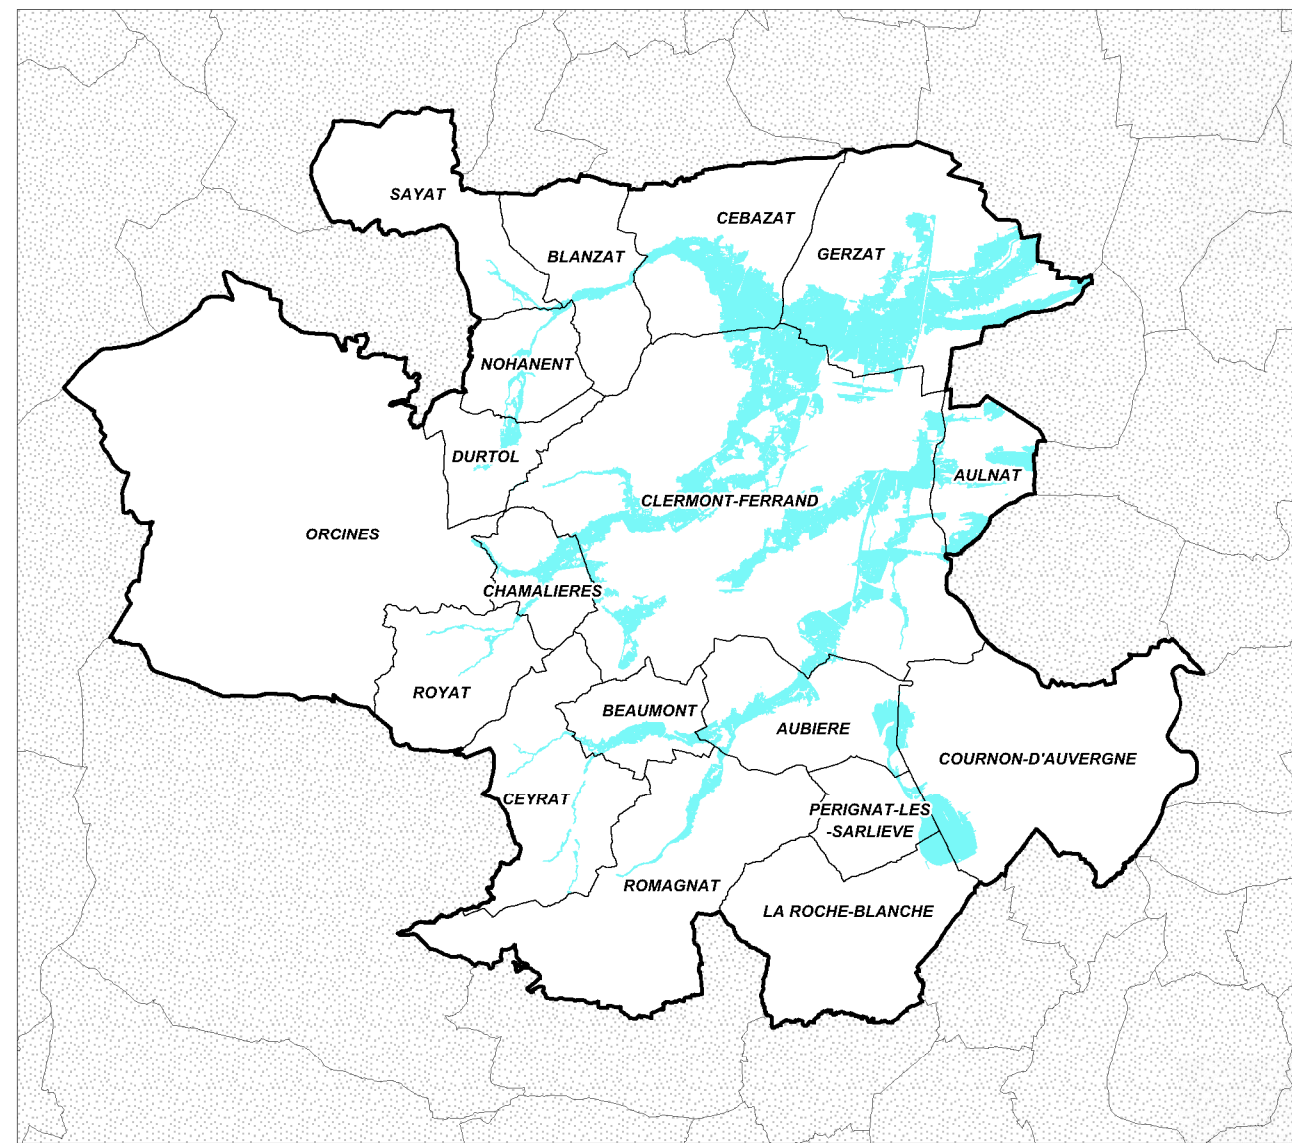 SAYAT
CEBAZAT
BLANZAT
GERZAT
NOHANENT
DURTOL
AULNAT
CLERMONT-FERRAND
ORCINES
CHAMALIERES
ROYAT
BEAUMONT
AUBIERE
COURNON-D'AUVERGNE
CEYRAT
PERIGNAT-LES
-SARLIEVE
ROMAGNAT
LA ROCHE-BLANCHE